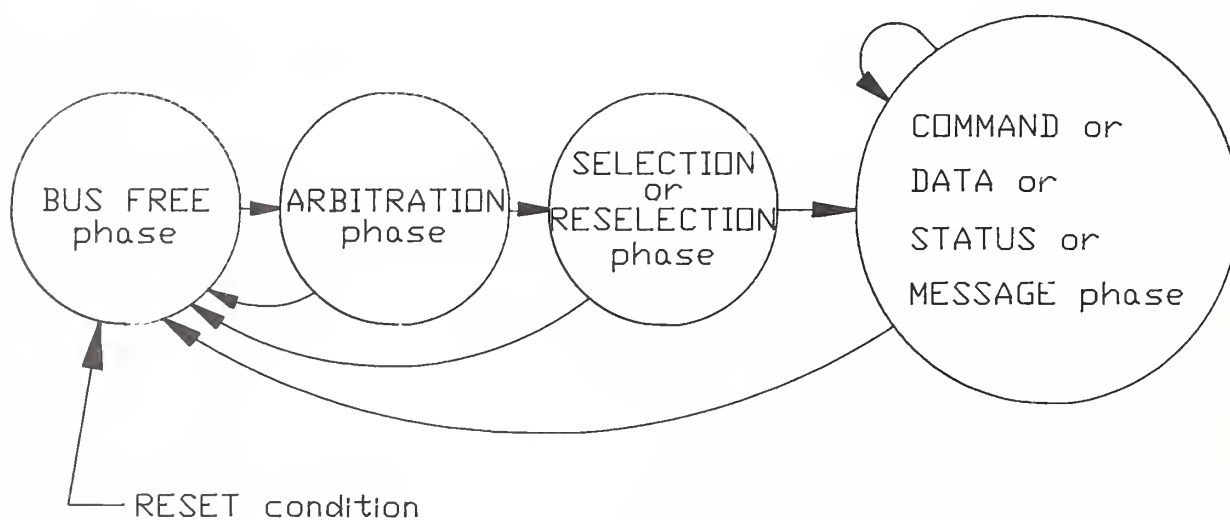 BUS FREE
phase
ARBITRATION
phase
SELECTION
or
RESELECTION
phase
COMMAND or
DATA or
STATUS or
MESSAGE phase
RESET condition